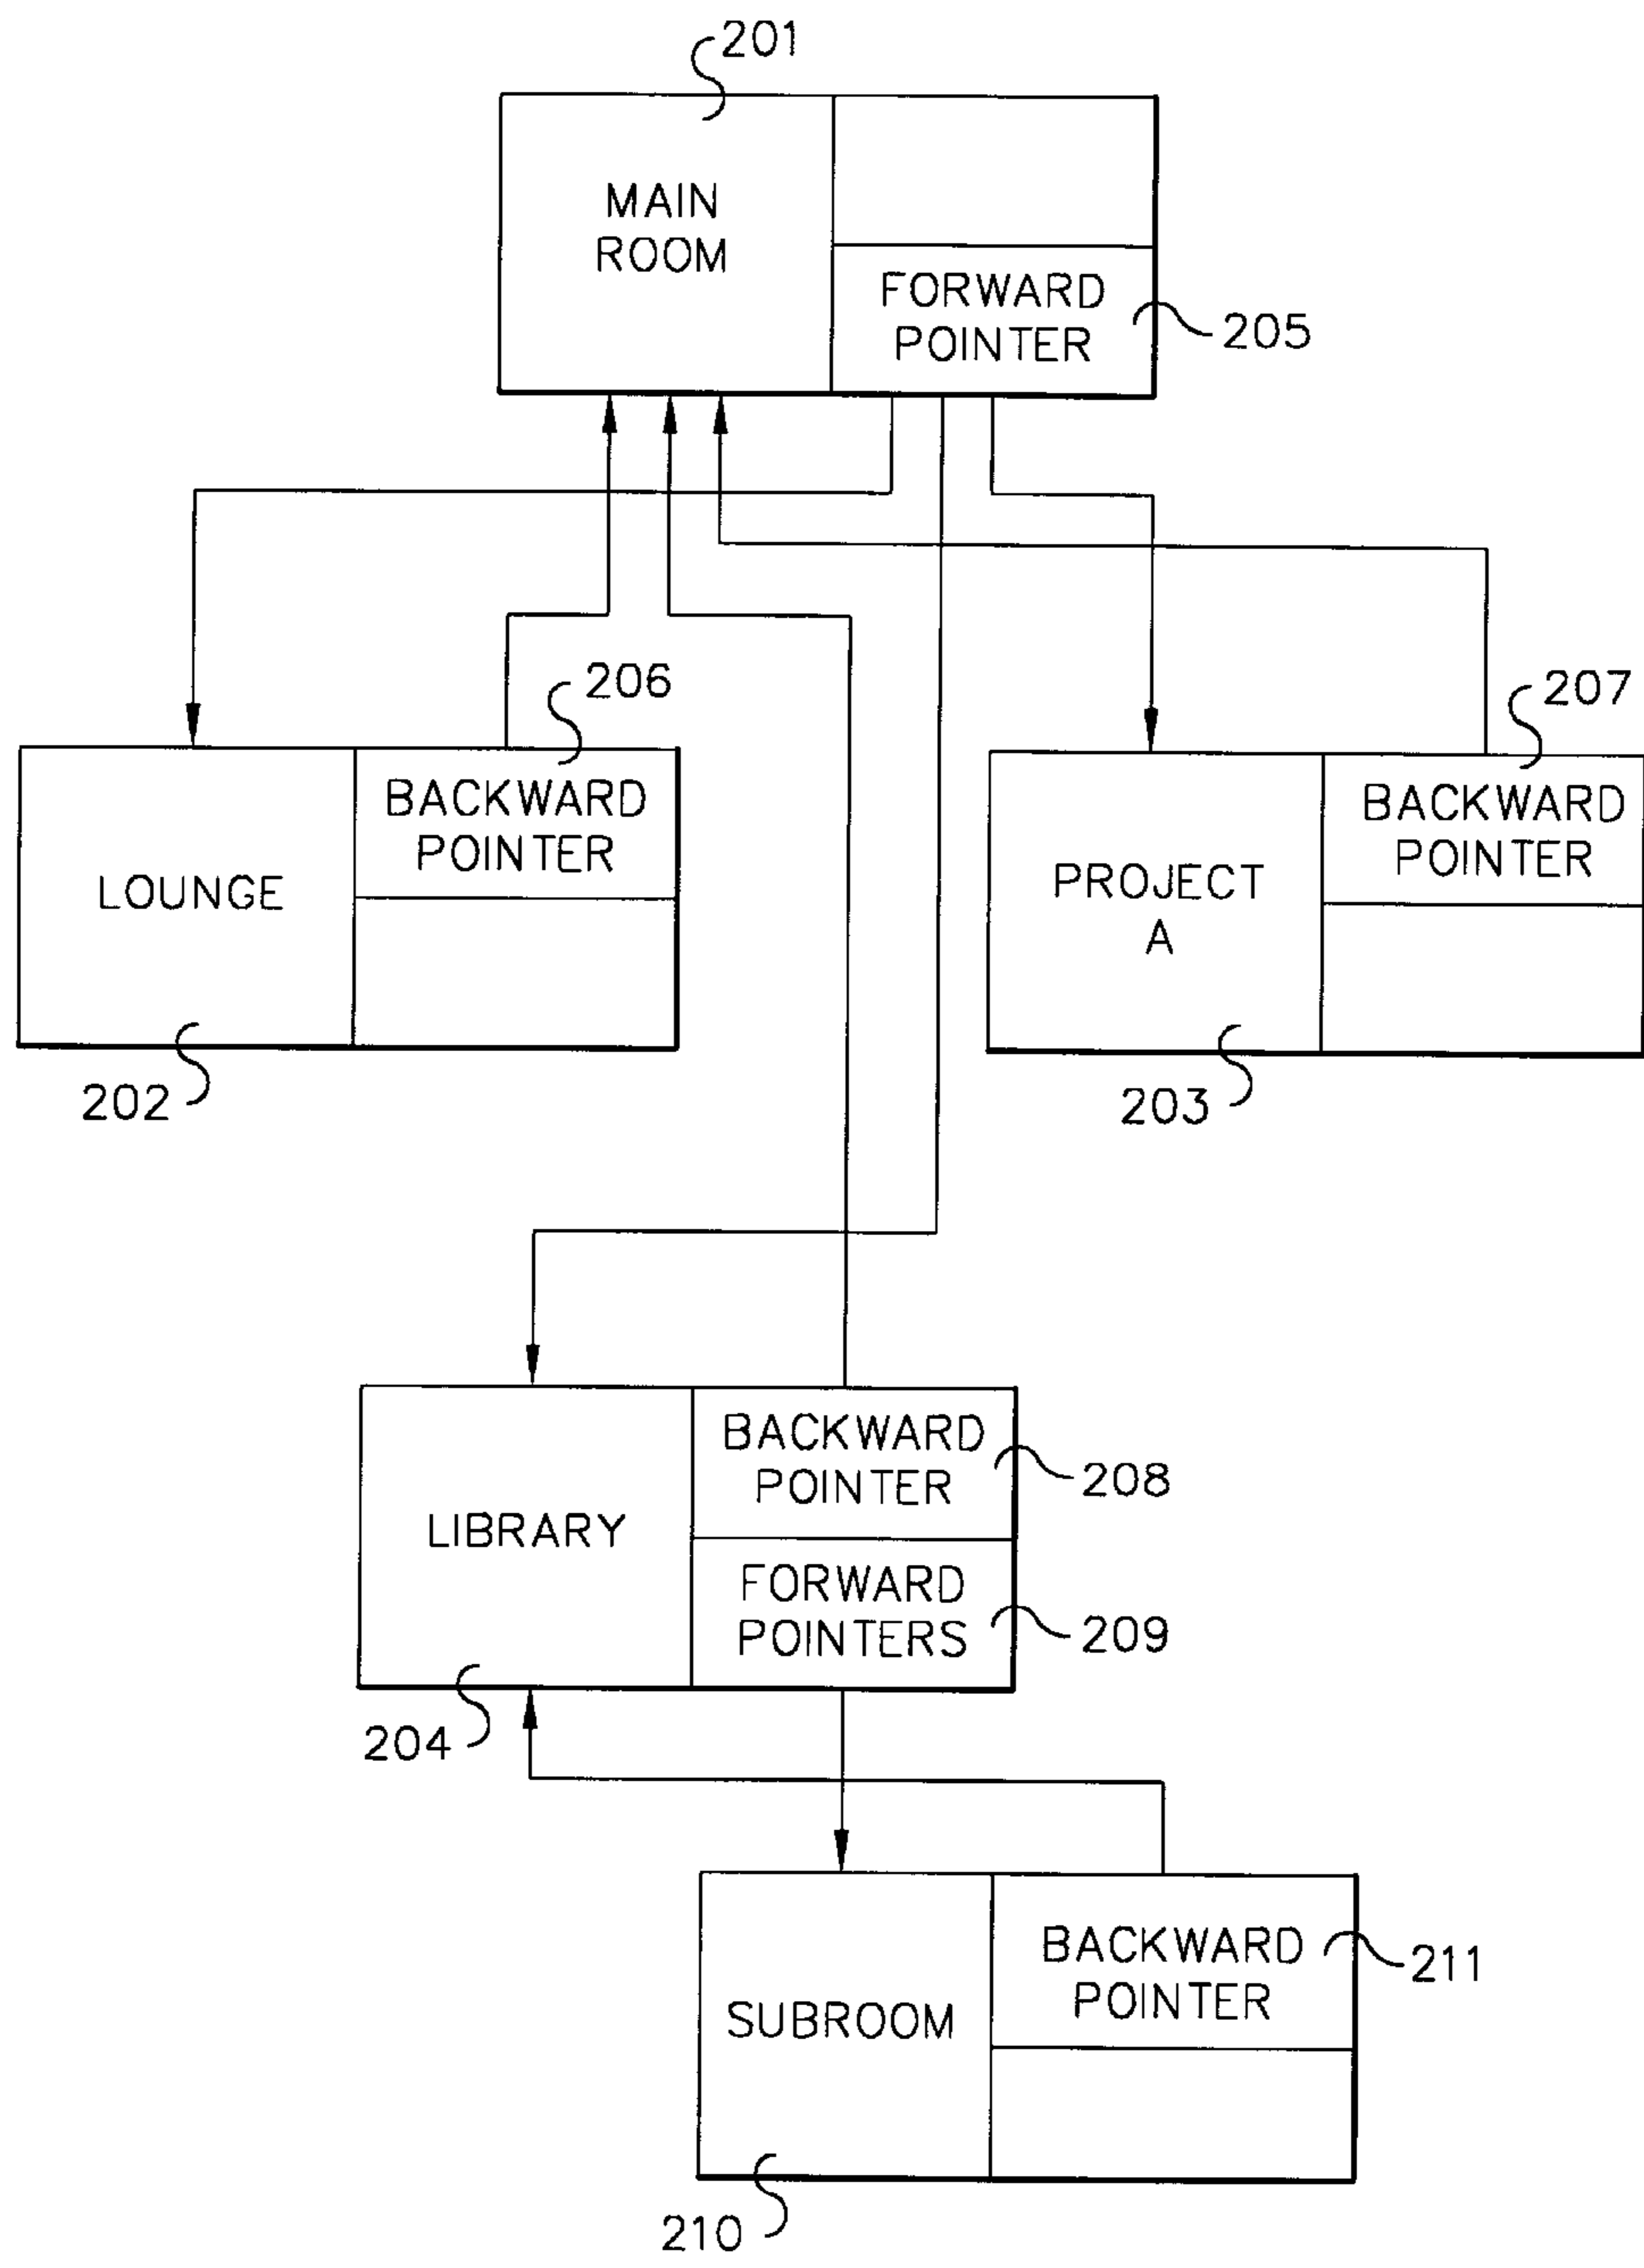 201
MAIN
ROOM
FORWARD
POINTER
205
206
207
LOUNGE
BACKWARD
POINTER
PROJECT
A
BACKWARD
POINTER
202
203
LIBRARY
BACKWARD
POINTER
208
FORWARD
POINTERS
209
204
SUBROOM
BACKWARD
POINTER
211
210